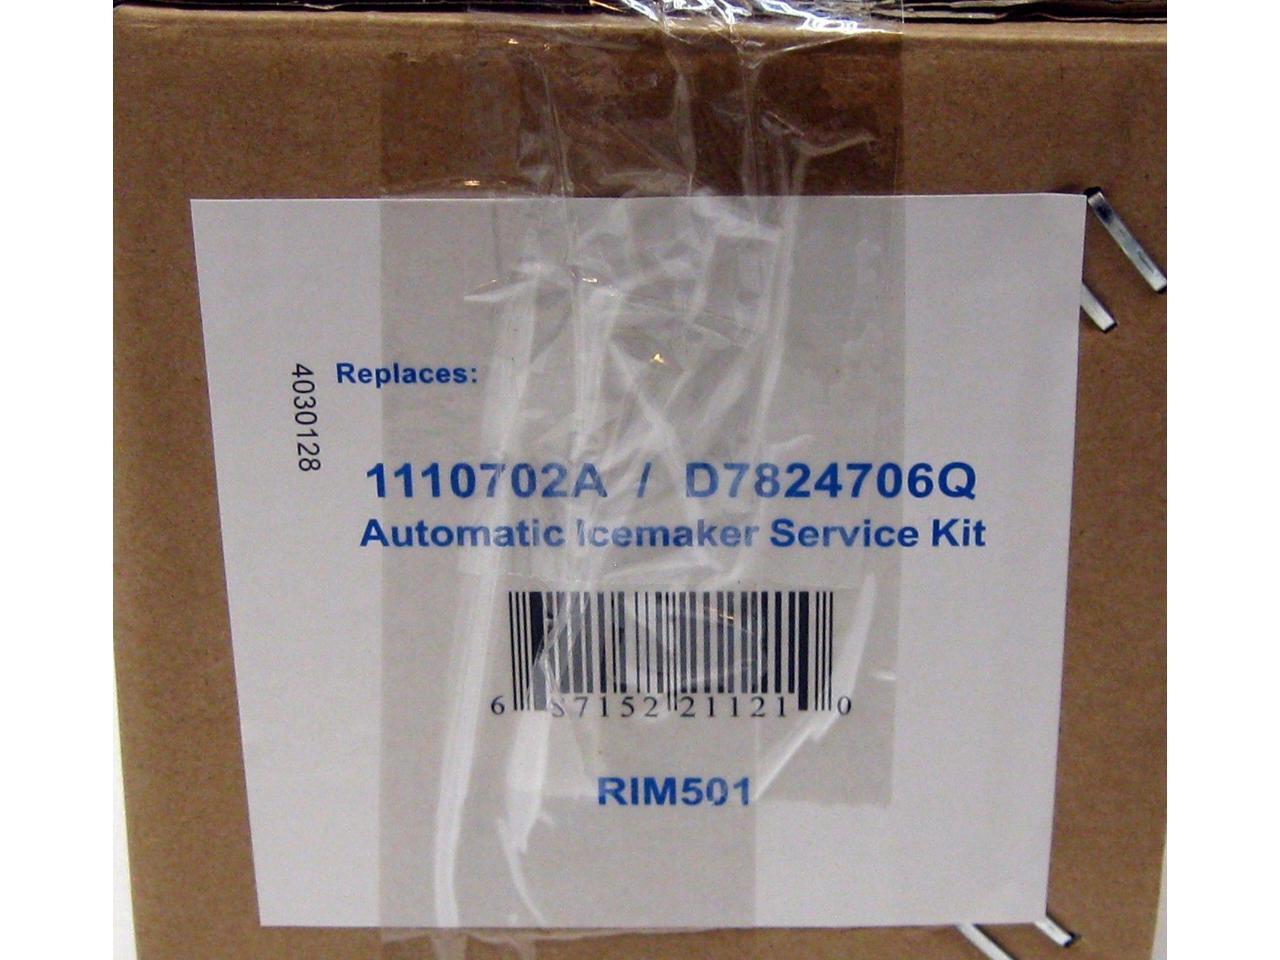 Replaces:
4030128
1110702A / D7824706Q
Automatic Icemaker Service Kit
6 87152 21121 0
RIM501